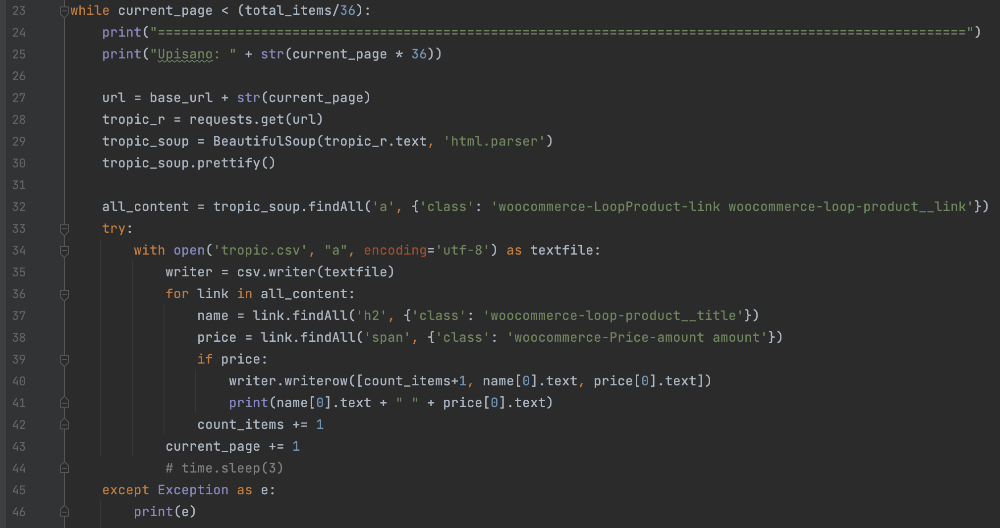 23 while current_page < (total_items/36):
24     print("======================================================================================================")
25     print("Upisano: " + str(current_page * 36))
26
27     url = base_url + str(current_page)
28     tropic_r = requests.get(url)
29     tropic_soup = BeautifulSoup(tropic_r.text, 'html.parser')
30     tropic_soup.prettify()
31
32     all_content = tropic_soup.findAll('a', {'class': 'woocommerce-LoopProduct-link woocommerce-loop-product__link'})
33     try:
34         with open('tropic.csv', "a", encoding='utf-8') as textfile:
35             writer = csv.writer(textfile)
36             for link in all_content:
37                 name = link.findAll('h2', {'class': 'woocommerce-loop-product__title'})
38                 price = link.findAll('span', {'class': 'woocommerce-Price-amount amount'})
39                 if price:
40                     writer.writerow([count_items+1, name[0].text, price[0].text])
41                     print(name[0].text + " " + price[0].text)
42                 count_items += 1
43             current_page += 1
44             # time.sleep(3)
45     except Exception as e:
46         print(e)